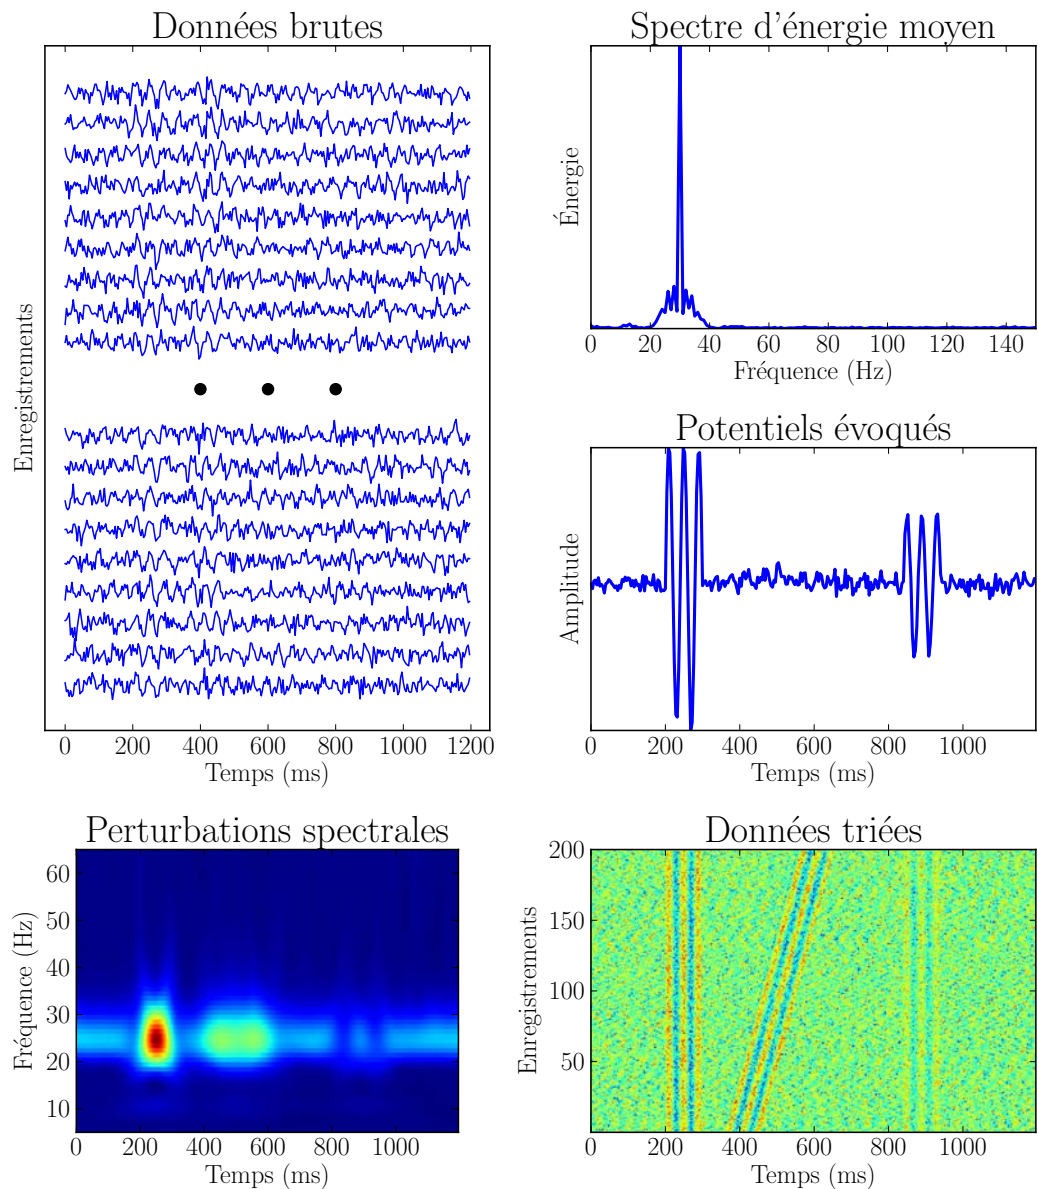 Données brutes
Enregistrements
0 200 400 600 800 1000 1200
Temps (ms)
Spectre d'énergie moyen
Énergie
0 20 40 60 80 100 120 140
Fréquence (Hz)
Potentiels évoqués
Amplitude
0 200 400 600 800 1000
Temps (ms)
Perturbations spectrales
Fréquence (Hz)
60
50
40
30
20
10
0 200 400 600 800 1000
Temps (ms)
Données triées
Enregistrements
200
150
100
50
0 200 400 600 800 1000
Temps (ms)